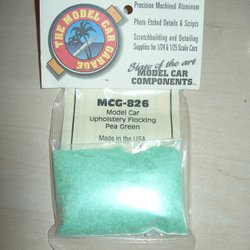 THE MODEL CAR GARAGE
Precision Machined Aluminum
Photo Etched Details & Scripts
Scratchbuilding and Detailing
Supplies for 1/24 & 1/25 Scale Cars
State of the art
MODEL CAR
COMPONENTS
MCG-826
Model Car
Upholstery Flocking
Pea Green
Made in the USA